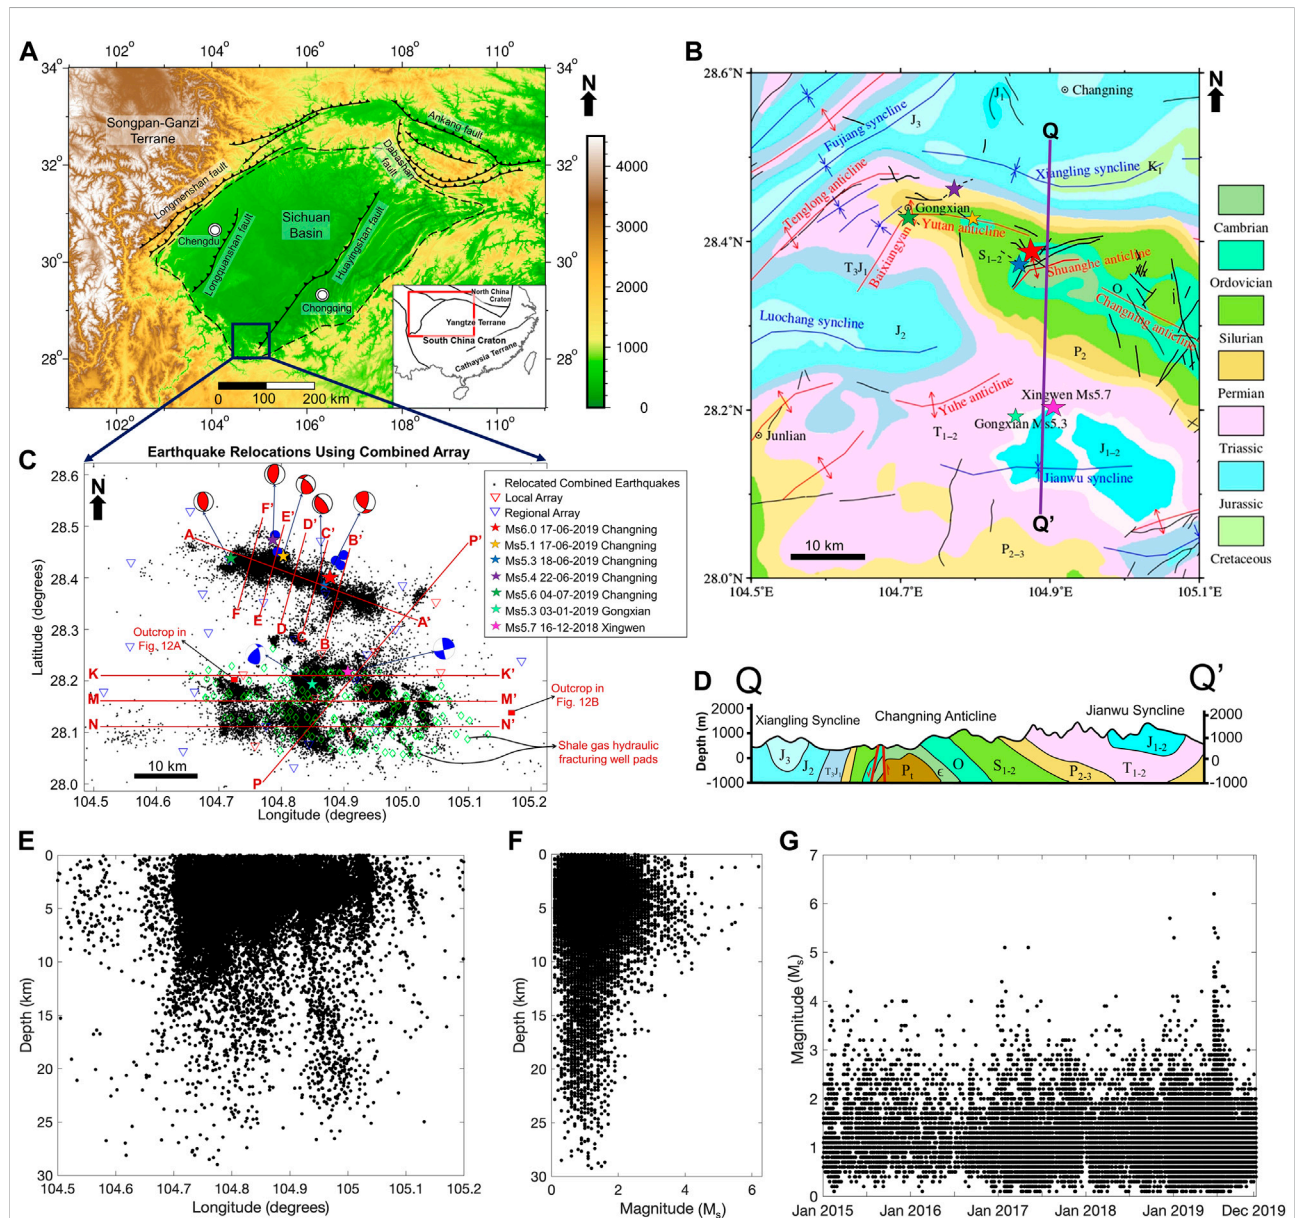 A
102° 104° 106° 108° 110°
34° 34°
N
Songpan-Ganzi
Terrane
Ankang fault
4000
32° 32°
Dabashan
fault
Longmenshan fault
3000
Sichuan
Basin
Huayingshan fault
Chengdu
Longquanshan fault
30° 30°
2000
Chongqing
North China
Craton
Yangtze Terrane
1000
South China Craton
28° 28°
Cathaysia Terrane
0
0 100 200 km
102 104 106 108 110
B
28.6°N
N
J1
Changning
J3
Q
Fujiang syncline
K1
Xiangling syncline
Tenglong anticline
Gongxian
Cambrian
28.4°N
Yutan anticline
S1-2
Baixiangyan
T3J1
Shuanghe anticline
Ordovician
O
Changning anticline
Luochang syncline
J2
Silurian
P2
Yuhe anticline
Xingwen Ms5.7
Permian
28.2°N
Gongxian Ms5.3
Junlian
T1-2
J1-2
Triassic
Jianwu syncline
Jurassic
Q'
10 km
P2-3
Cretaceous
28.0°N
104.5°E 104.7°E 104.9°E 105.1°E
C
Earthquake Relocations Using Combined Array
28.6
N
Relocated Combined Earthquakes
Local Array
Regional Array
Ms6.0 17-06-2019 Changning
Ms5.1 17-06-2019 Changning
Ms5.3 18-06-2019 Changning
Ms5.4 22-06-2019 Changning
Ms5.6 04-07-2019 Changning
Ms5.3 03-01-2019 Gongxian
Ms5.7 16-12-2018 Xingwen
F' E' D' C' B'
28.5
A
P'
28.4
F E D C B A'
28.3
Outcrop in
Fig. 12A
28.2
K K'
M M'
Outcrop in
Fig. 12B
28.1
N N'
Shale gas hydraulic
fracturing well pads
P
28.0
10 km
104.5 104.6 104.7 104.8 104.9 105.0 105.1 105.2
Longitude (degrees)
Latitude (degrees)
D
Q Q'
2000 2000
1000 1000
0 0
-1000 -1000
Depth (m)
Xiangling Syncline Changning Anticline Jianwu Syncline
J3 J2 T3J1 Pt ϵ O S1-2 P2-3 T1-2 J1-2
E
0
5
10
15
20
25
30
Depth (km)
104.5 104.6 104.7 104.8 104.9 105 105.1 105.2
Longitude (degrees)
F
0
5
10
15
20
25
30
Depth (km)
0 2 4 6
Magnitude (Ms)
G
7
6
5
4
3
2
1
0
Magnitude (Ms)
Jan 2015 Jan 2016 Jan 2017 Jan 2018 Jan 2019 Dec 2019